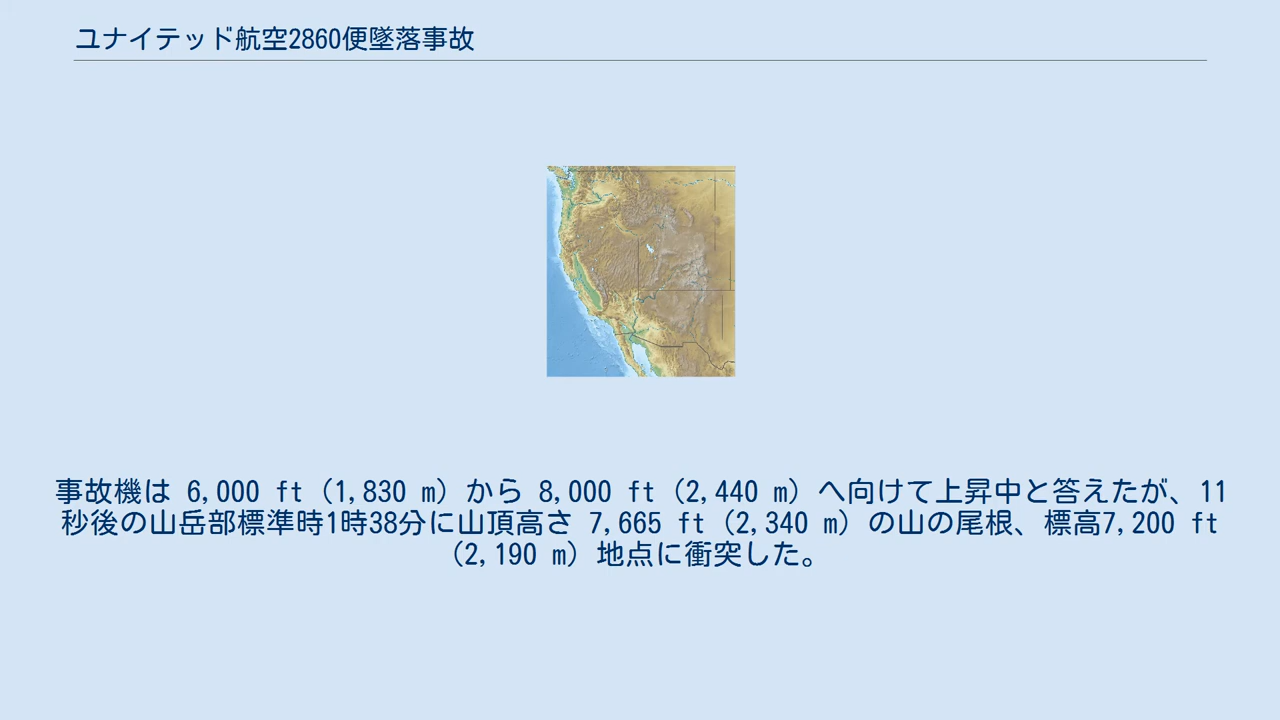 ユナイテッド航空2860便墜落事故
事故機は 6,000 ft（1,830 m）から 8,000 ft（2,440 m）へ向けて上昇中と答えたが、11
秒後の山岳部標準時1時38分に山頂高さ 7,665 ft（2,340 m）の山の尾根、標高7,200 ft
（2,190 m）地点に衝突した。